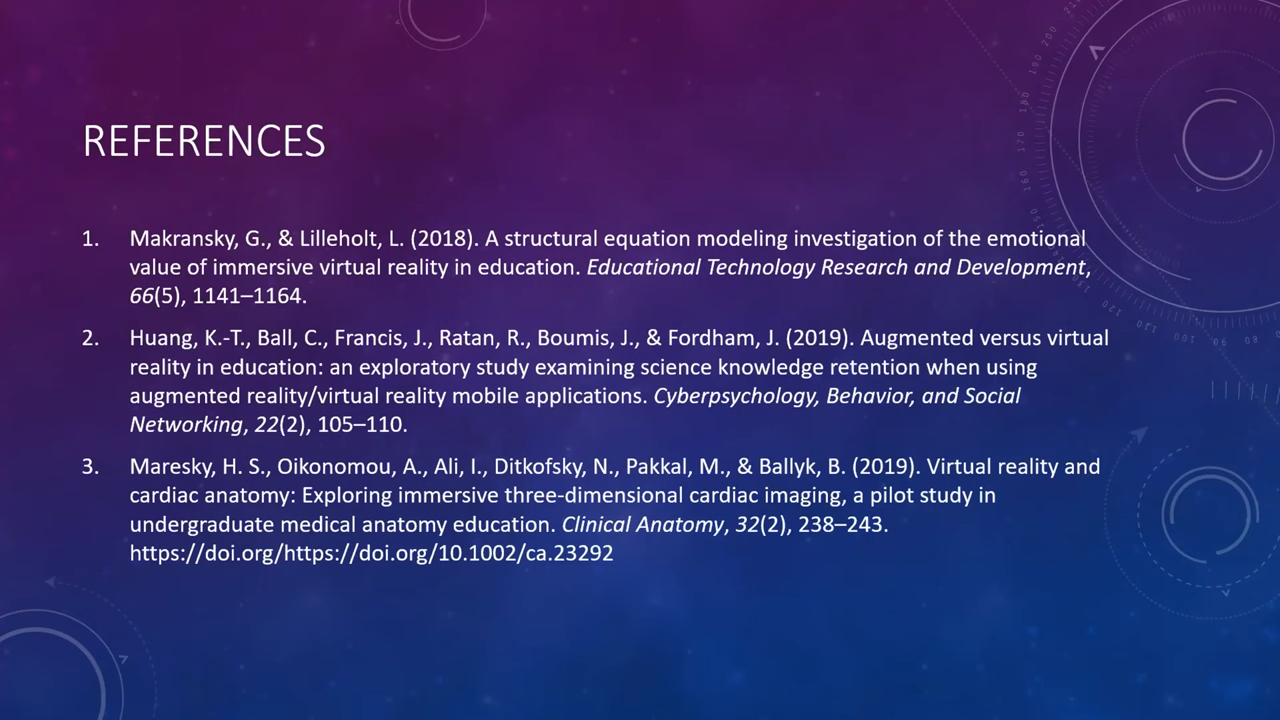 REFERENCES
1. Makransky, G., & Lilleholt, L. (2018). A structural equation modeling investigation of the emotional
value of immersive virtual reality in education. Educational Technology Research and Development,
66(5), 1141–1164.
2. Huang, K.-T., Ball, C., Francis, J., Ratan, R., Boumis, J., & Fordham, J. (2019). Augmented versus virtual
reality in education: an exploratory study examining science knowledge retention when using
augmented reality/virtual reality mobile applications. Cyberpsychology, Behavior, and Social
Networking, 22(2), 105–110.
3. Maresky, H. S., Oikonomou, A., Ali, I., Ditkofsky, N., Pakkal, M., & Ballyk, B. (2019). Virtual reality and
cardiac anatomy: Exploring immersive three-dimensional cardiac imaging, a pilot study in
undergraduate medical anatomy education. Clinical Anatomy, 32(2), 238–243.
https://doi.org/https://doi.org/10.1002/ca.23292